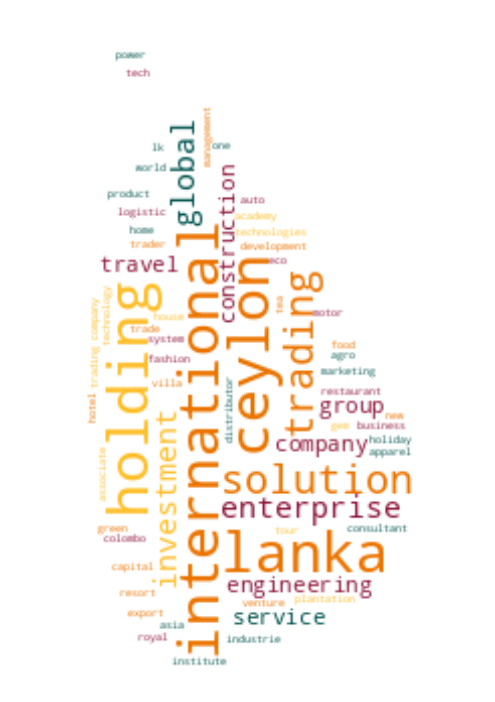 power
tech
management
global
one
lk
world
construction
product
auto
logistic
academy
home
technologies
international
trader
development
ceylon
travel
eco
trading
holding
technology
tea
trading company
motor
house
trade
system
food
fashion
agro
marketing
villa
distributor
restaurant
hotel
group
investment
new
gem
business
company
holiday
associate
apparel
solution
enterprise
green
tour
consultant
colombo
lanka
capital
engineering
resort
venture
plantation
export
service
asia
royal
industrie
institute